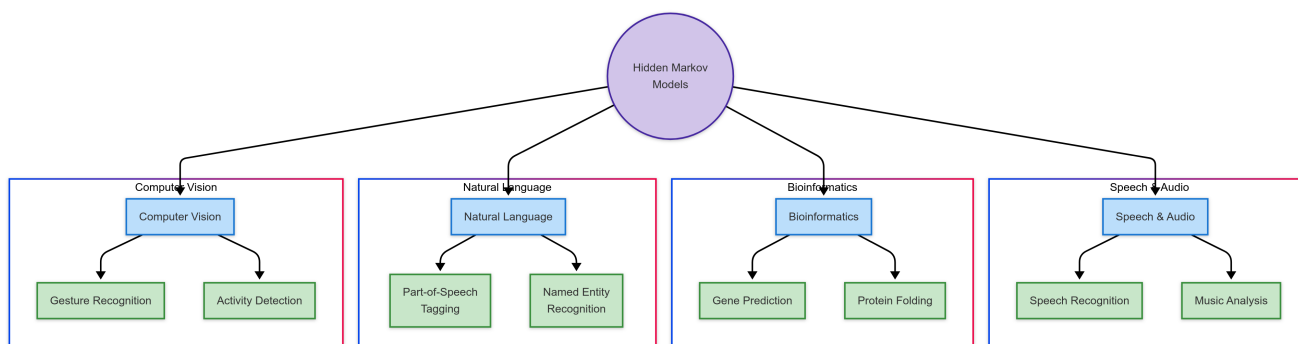 Hidden Markov
Models
Computer Vision
Natural Language
Bioinformatics
Speech & Audio
Computer Vision
Natural Language
Bioinformatics
Speech & Audio
Gesture Recognition
Activity Detection
Part-of-Speech
Tagging
Named Entity
Recognition
Gene Prediction
Protein Folding
Speech Recognition
Music Analysis